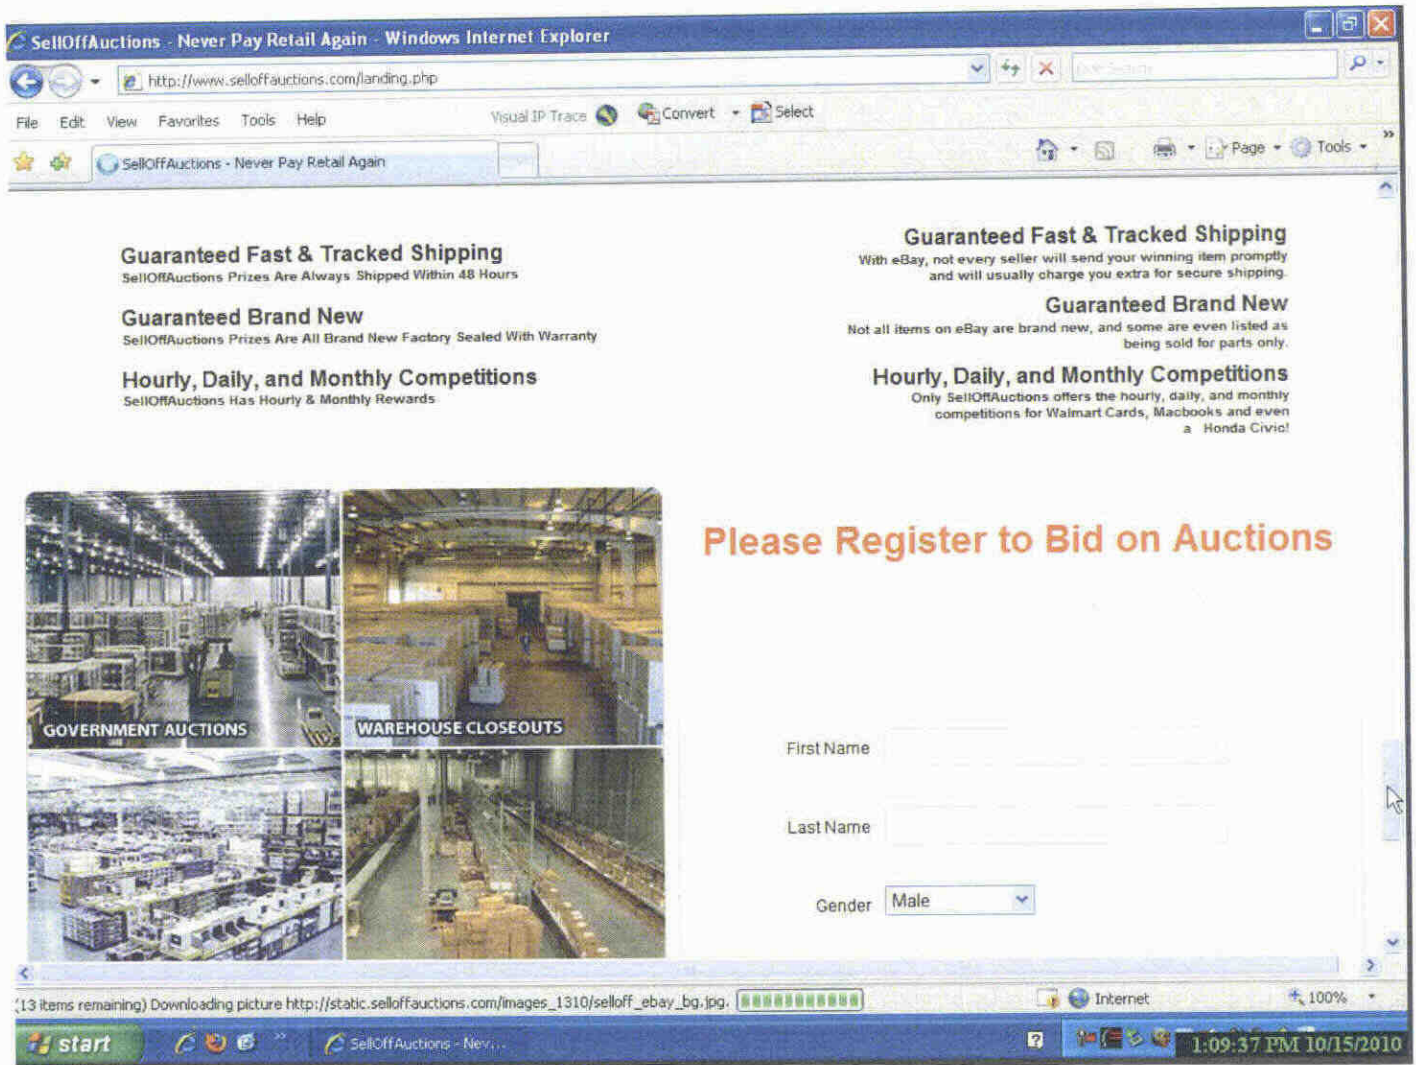 SellOffAuctions - Never Pay Retail Again - Windows Internet Explorer
http://www.selloffauctions.com/landing.php
File Edit View Favorites Tools Help
Visual IP Trace Convert Select
SellOffAuctions - Never Pay Retail Again
Page Tools
Guaranteed Fast & Tracked Shipping
SellOffAuctions Prizes Are Always Shipped Within 48 Hours
Guaranteed Brand New
SellOffAuctions Prizes Are All Brand New Factory Sealed With Warranty
Hourly, Daily, and Monthly Competitions
SellOffAuctions Has Hourly & Monthly Rewards
Guaranteed Fast & Tracked Shipping
With eBay, not every seller will send your winning item promptly
and will usually charge you extra for secure shipping.
Guaranteed Brand New
Not all items on eBay are brand new, and some are even listed as
being sold for parts only.
Hourly, Daily, and Monthly Competitions
Only SellOffAuctions offers the hourly, daily, and monthly
competitions for Walmart Cards, Macbooks and even
a Honda Civic!
GOVERNMENT AUCTIONS
WAREHOUSE CLOSEOUTS
Please Register to Bid on Auctions
First Name
Last Name
Gender Male
(13 items remaining) Downloading picture http://static.selloffauctions.com/images_1310/selloff_ebay_bg.jpg.
Internet
100%
start
SellOffAuctions - Nev...
1:09:37 PM 10/15/2010